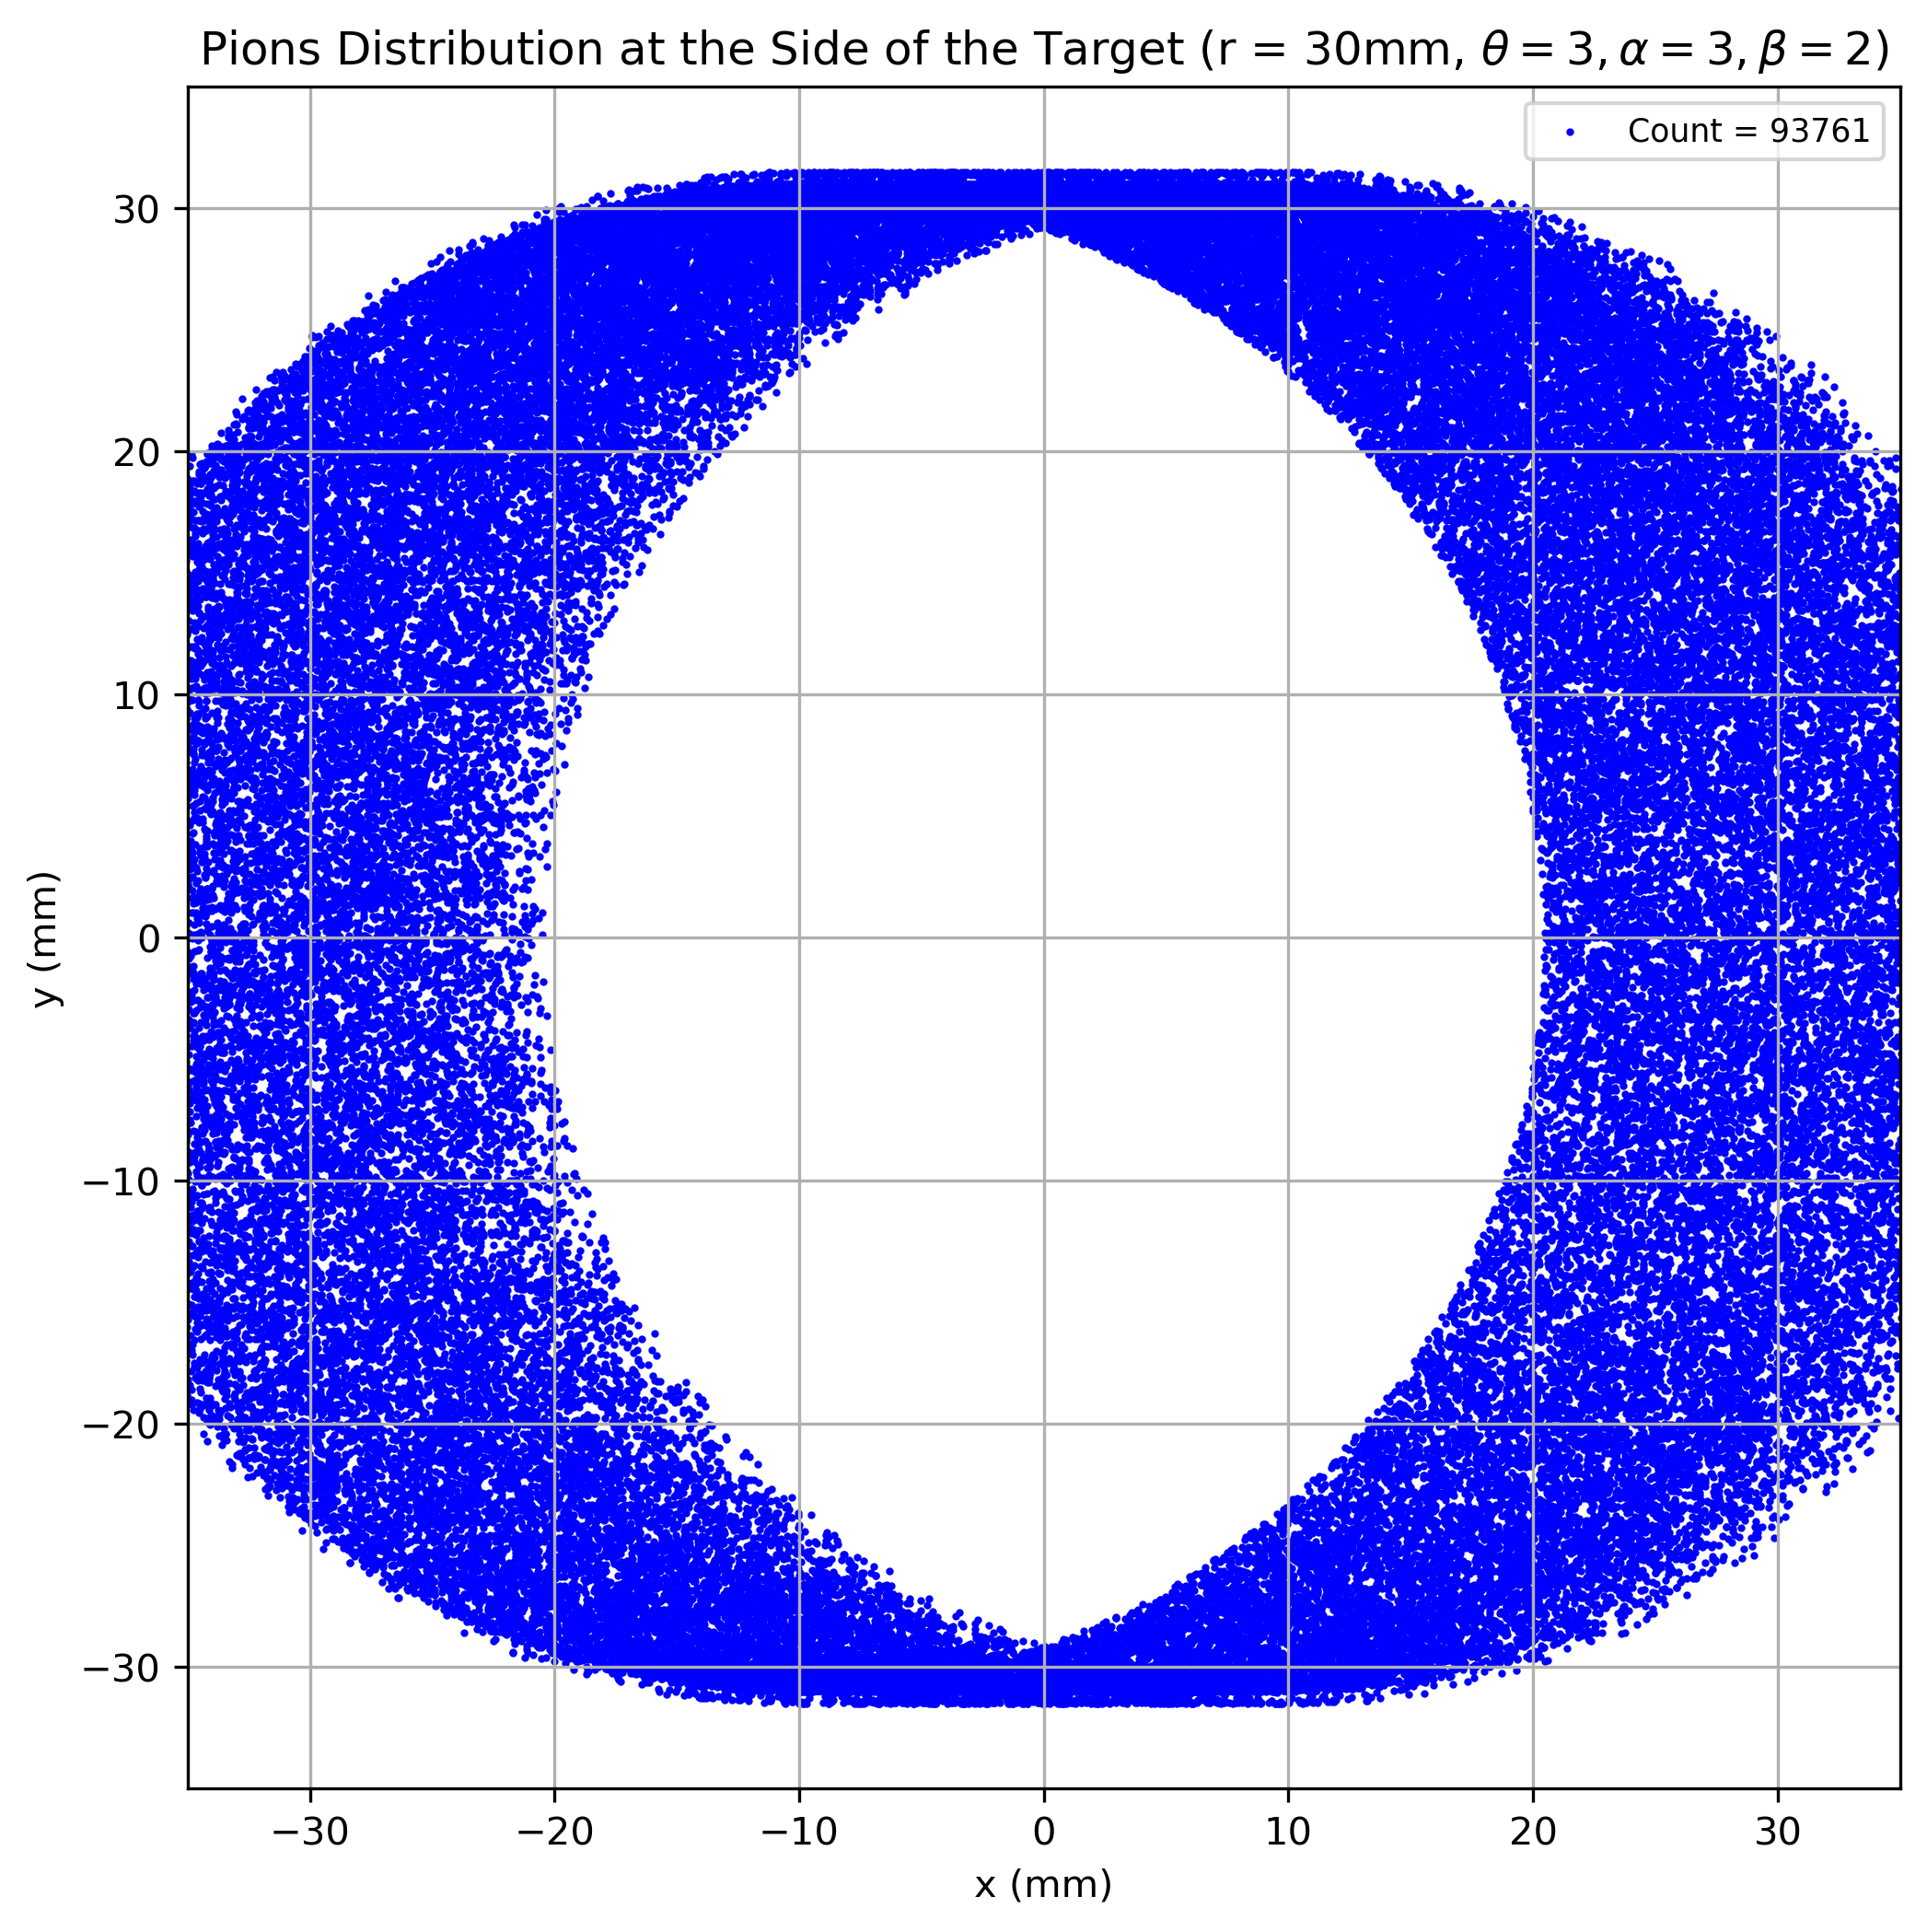 Pions Distribution at the Side of the Target (r = 30mm, θ = 3, α = 3, β = 2)
Count = 93761
30
20
10
0
−10
−20
−30
y (mm)
−30 −20 −10 0 10 20 30
x (mm)